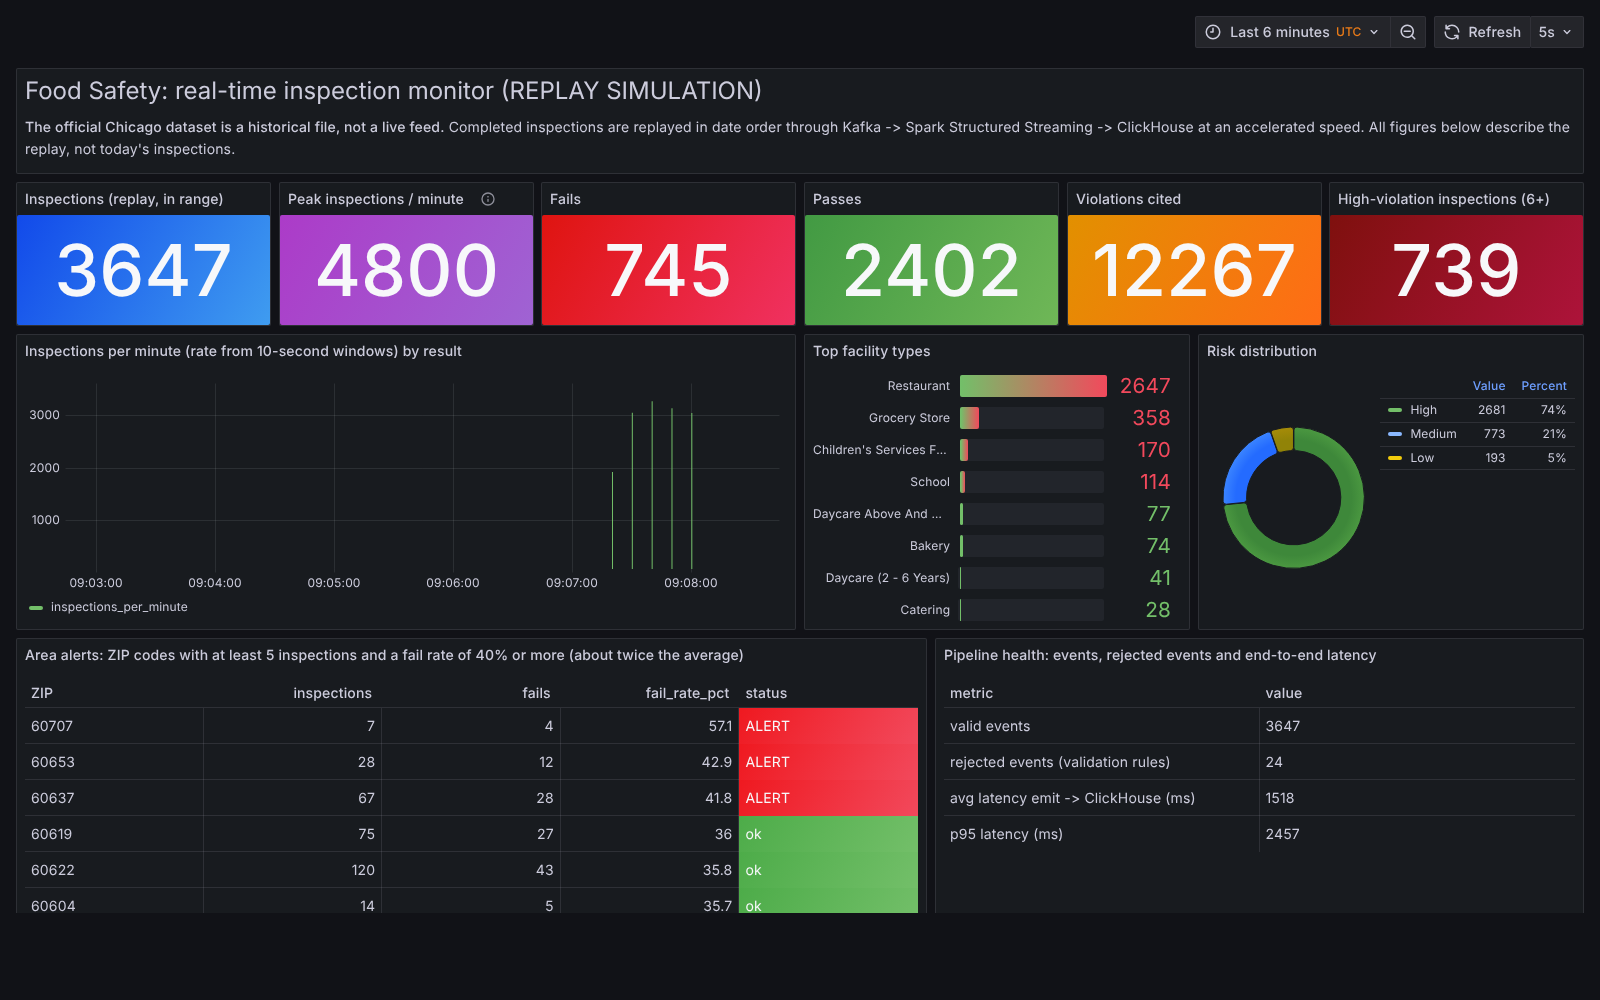 Last 6 minutes UTC
Refresh 5s
Food Safety: real-time inspection monitor (REPLAY SIMULATION)
The official Chicago dataset is a historical file, not a live feed. Completed inspections are replayed in date order through Kafka -> Spark Structured Streaming -> ClickHouse at an accelerated speed. All figures below describe the
replay, not today's inspections.
Inspections (replay, in range)
3647
Peak inspections / minute
4800
Fails
745
Passes
2402
Violations cited
12267
High-violation inspections (6+)
739
Inspections per minute (rate from 10-second windows) by result
3000
2000
1000
09:03:00 09:04:00 09:05:00 09:06:00 09:07:00 09:08:00
inspections_per_minute
Top facility types
Restaurant 2647
Grocery Store 358
Children's Services F... 170
School 114
Daycare Above And ... 77
Bakery 74
Daycare (2 - 6 Years) 41
Catering 28
Risk distribution
Value Percent
High 2681 74%
Medium 773 21%
Low 193 5%
Area alerts: ZIP codes with at least 5 inspections and a fail rate of 40% or more (about twice the average)
ZIP inspections fails fail_rate_pct status
60707 7 4 57.1 ALERT
60653 28 12 42.9 ALERT
60637 67 28 41.8 ALERT
60619 75 27 36 ok
60622 120 43 35.8 ok
60604 14 5 35.7 ok
Pipeline health: events, rejected events and end-to-end latency
metric value
valid events 3647
rejected events (validation rules) 24
avg latency emit -> ClickHouse (ms) 1518
p95 latency (ms) 2457